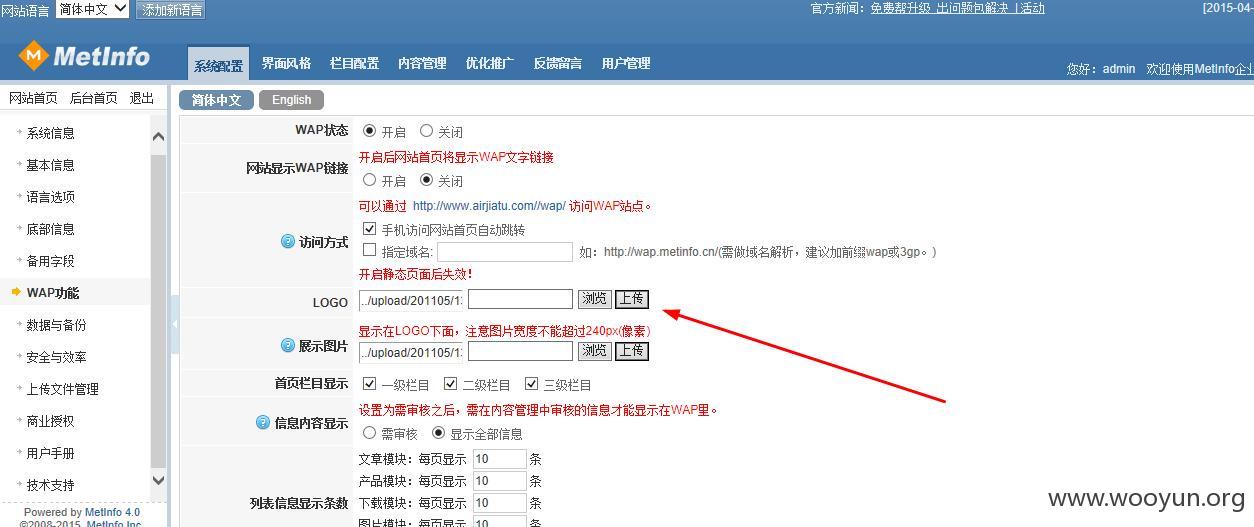 网站语言 简体中文 添加新语言 官方新闻：免费帮升级 出问题包解决 | 活动 [2015-04-
MetInfo 系统配置 界面风格 栏目配置 内容管理 优化推广 反馈留言 用户管理 您好：admin 欢迎使用MetInfo企业
网站首页 后台首页 退出
系统信息
基本信息
语言选项
底部信息
备用字段
WAP功能
数据与备份
安全与效率
上传文件管理
商业授权
用户手册
技术支持
Powered by MetInfo 4.0
©2008-2015 MetInfo Inc
简体中文 English
WAP状态 开启 关闭
开启后网站首页将显示WAP文字链接
网站显示WAP链接 开启 关闭
可以通过 http://www.airjiatu.com//wap/ 访问WAP站点。
访问方式 手机访问网站首页自动跳转
指定域名: 如：http://wap.metinfo.cn/(需做域名解析，建议加前缀wap或3gp。)
开启静态页面后失效！
LOGO ../upload/201105/1 浏览 上传
显示在LOGO下面，注意图片宽度不能超过240px(像素)
展示图片 ../upload/201105/1 浏览 上传
首页栏目显示 一级栏目 二级栏目 三级栏目
设置为需审核之后，需在内容管理中审核的信息才能显示在WAP里。
信息内容显示 需审核 显示全部信息
文章模块：每页显示 10 条
产品模块：每页显示 10 条
列表信息显示条数 下载模块：每页显示 10 条
图片模块：每页显示 10 条
www.wooyun.org